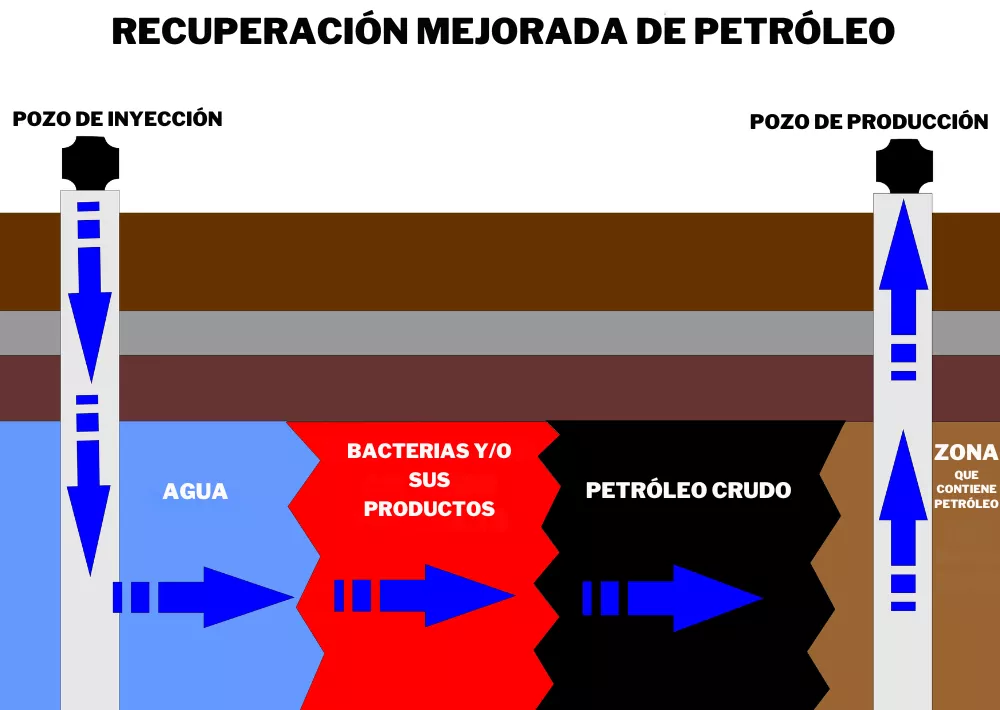 RECUPERACIÓN MEJORADA DE PETRÓLEO
POZO DE INYECCIÓN
POZO DE PRODUCCIÓN
AGUA
BACTERIAS Y/O
SUS
PRODUCTOS
PETRÓLEO CRUDO
ZONA
QUE
CONTIENE
PETRÓLEO